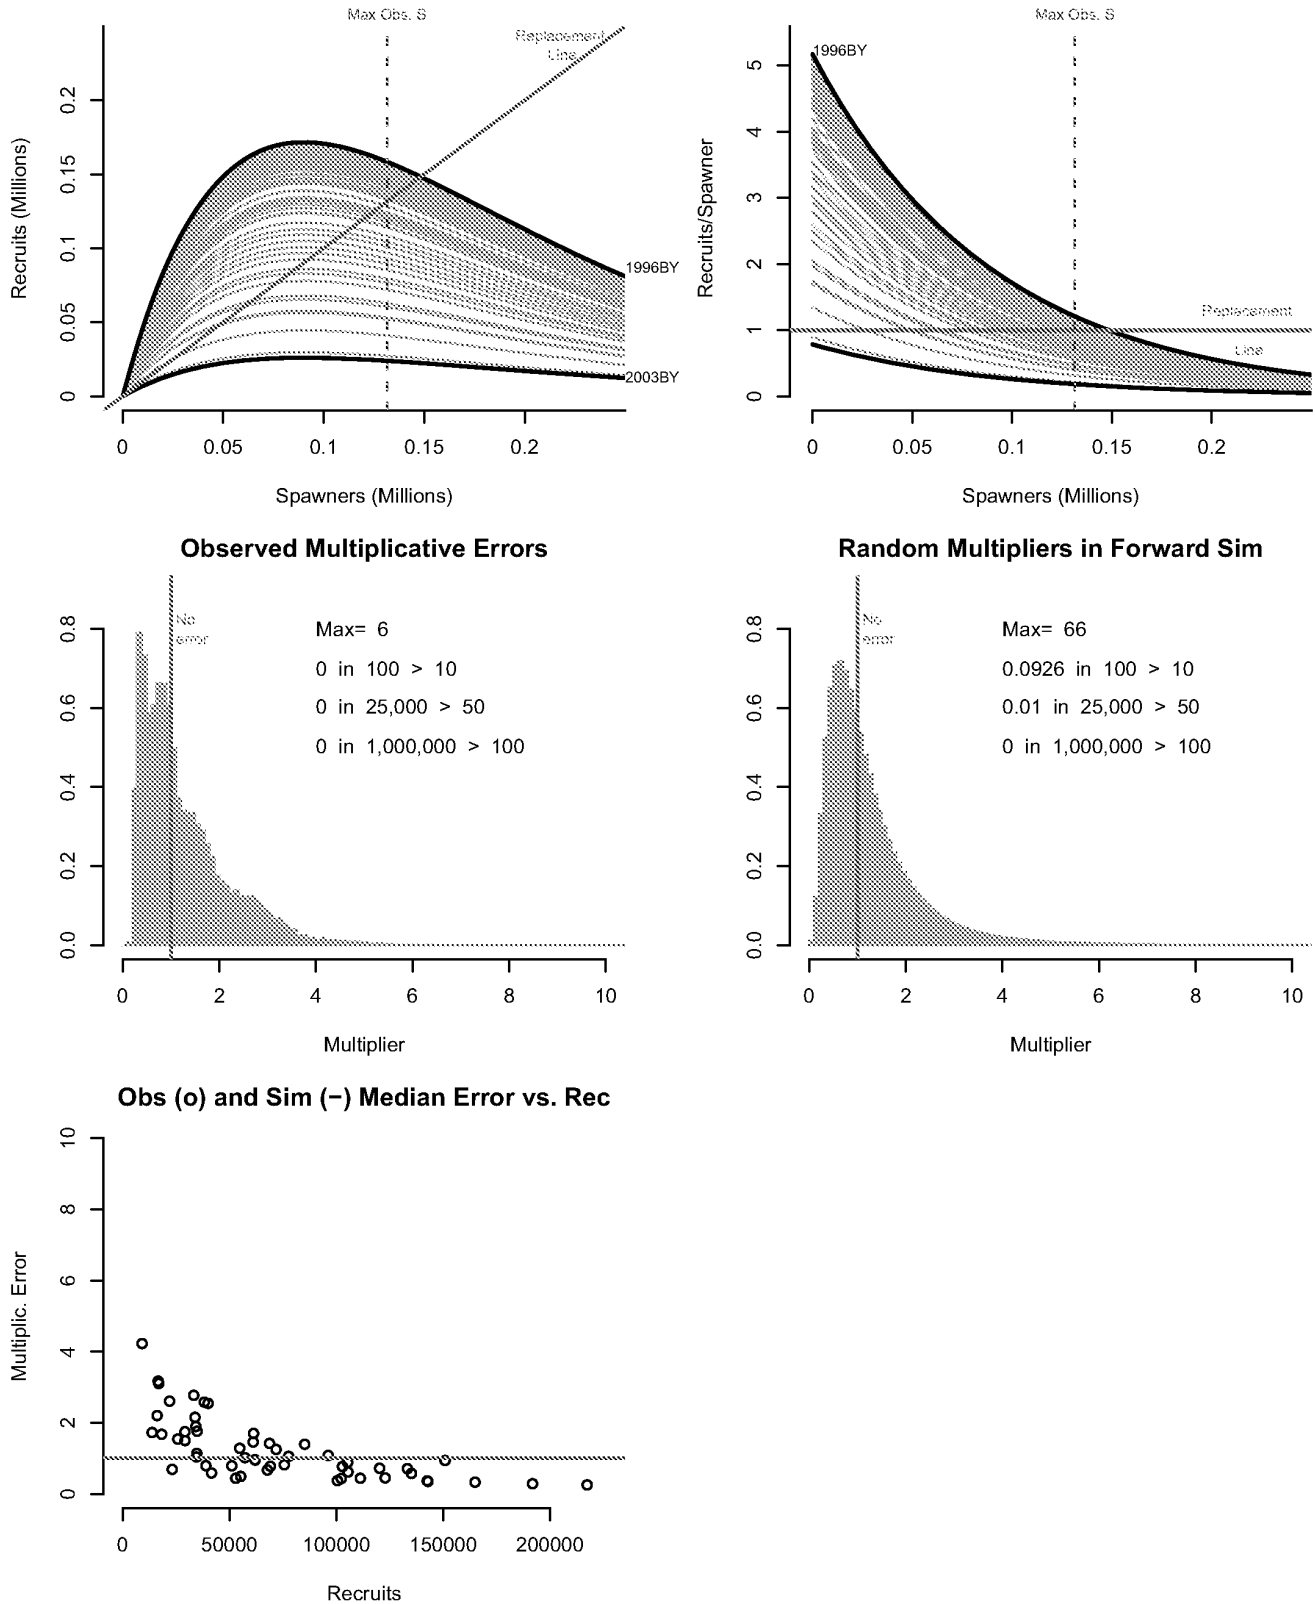 Max Obs. S
Replacement
Line
Recruits (Millions)
0.2
0.15
0.1
0.05
0
1996BY
2003BY
0 0.05 0.1 0.15 0.2
Spawners (Millions)
Max Obs. S
1996BY
Recruits/Spawner
5
4
3
2
1
0
Replacement
Line
0 0.05 0.1 0.15 0.2
Spawners (Millions)
Observed Multiplicative Errors
No
error
Max= 6
0 in 100 > 10
0 in 25,000 > 50
0 in 1,000,000 > 100
0.8
0.6
0.4
0.2
0.0
0 2 4 6 8 10
Multiplier
Random Multipliers in Forward Sim
No
error
Max= 66
0.0926 in 100 > 10
0.01 in 25,000 > 50
0 in 1,000,000 > 100
0.8
0.6
0.4
0.2
0.0
0 2 4 6 8 10
Multiplier
Obs (o) and Sim (−) Median Error vs. Rec
Multiplic. Error
10
8
6
4
2
0
0 50000 100000 150000 200000
Recruits